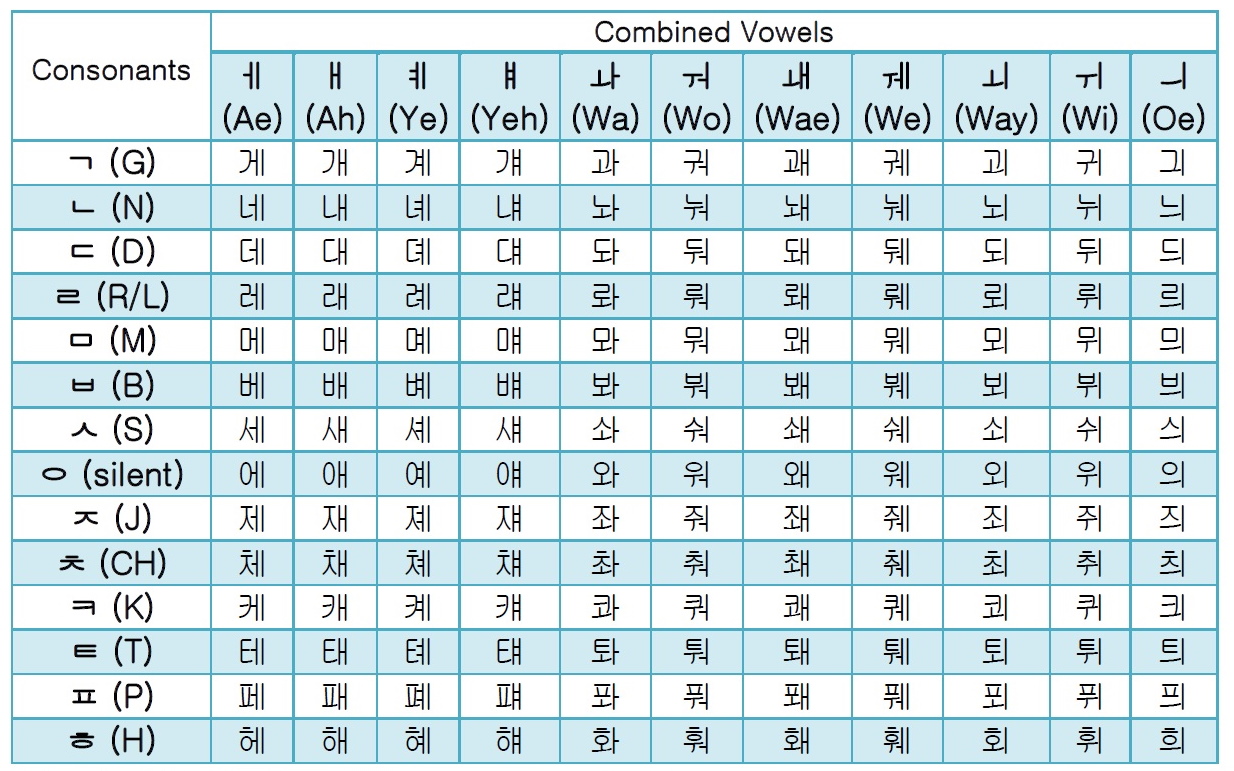 Combined Vowels
Consonants
ㅔ ㅐ ㅖ ㅒ ㅘ ㅝ ㅙ ㅞ ㅚ ㅟ ㅢ
(Ae) (Ah) (Ye) (Yeh) (Wa) (Wo) (Wae) (We) (Way) (Wi) (Oe)
ㄱ (G) 게 개 계 걔 과 궈 괘 궤 괴 귀 긔
ㄴ (N) 네 내 녜 냬 놔 눠 놰 눼 뇌 뉘 늬
ㄷ (D) 데 대 뎨 댸 돠 둬 돼 뒈 되 뒤 듸
ㄹ (R/L) 레 래 례 럐 롸 뤄 뢔 뤠 뢰 뤼 릐
ㅁ (M) 메 매 몌 먜 뫄 뭐 뫠 뭬 뫼 뮈 믜
ㅂ (B) 베 배 볘 뱨 봐 붜 봬 붸 뵈 뷔 븨
ㅅ (S) 세 새 셰 섀 솨 숴 쇄 쉐 쇠 쉬 싀
ㅇ (silent) 에 애 예 얘 와 워 왜 웨 외 위 의
ㅈ (J) 제 재 졔 쟤 좌 줘 좨 줴 죄 쥐 즤
ㅊ (CH) 체 채 쳬 챼 촤 춰 쵀 췌 최 취 츼
ㅋ (K) 케 캐 켸 컈 콰 쿼 쾌 퀘 쾨 퀴 킈
ㅌ (T) 테 태 톄 턔 톼 퉈 퇘 퉤 퇴 튀 틔
ㅍ (P) 페 패 폐 퍠 퐈 풔 퐤 풰 푀 퓌 픠
ㅎ (H) 헤 해 혜 햬 화 훠 홰 훼 회 휘 희